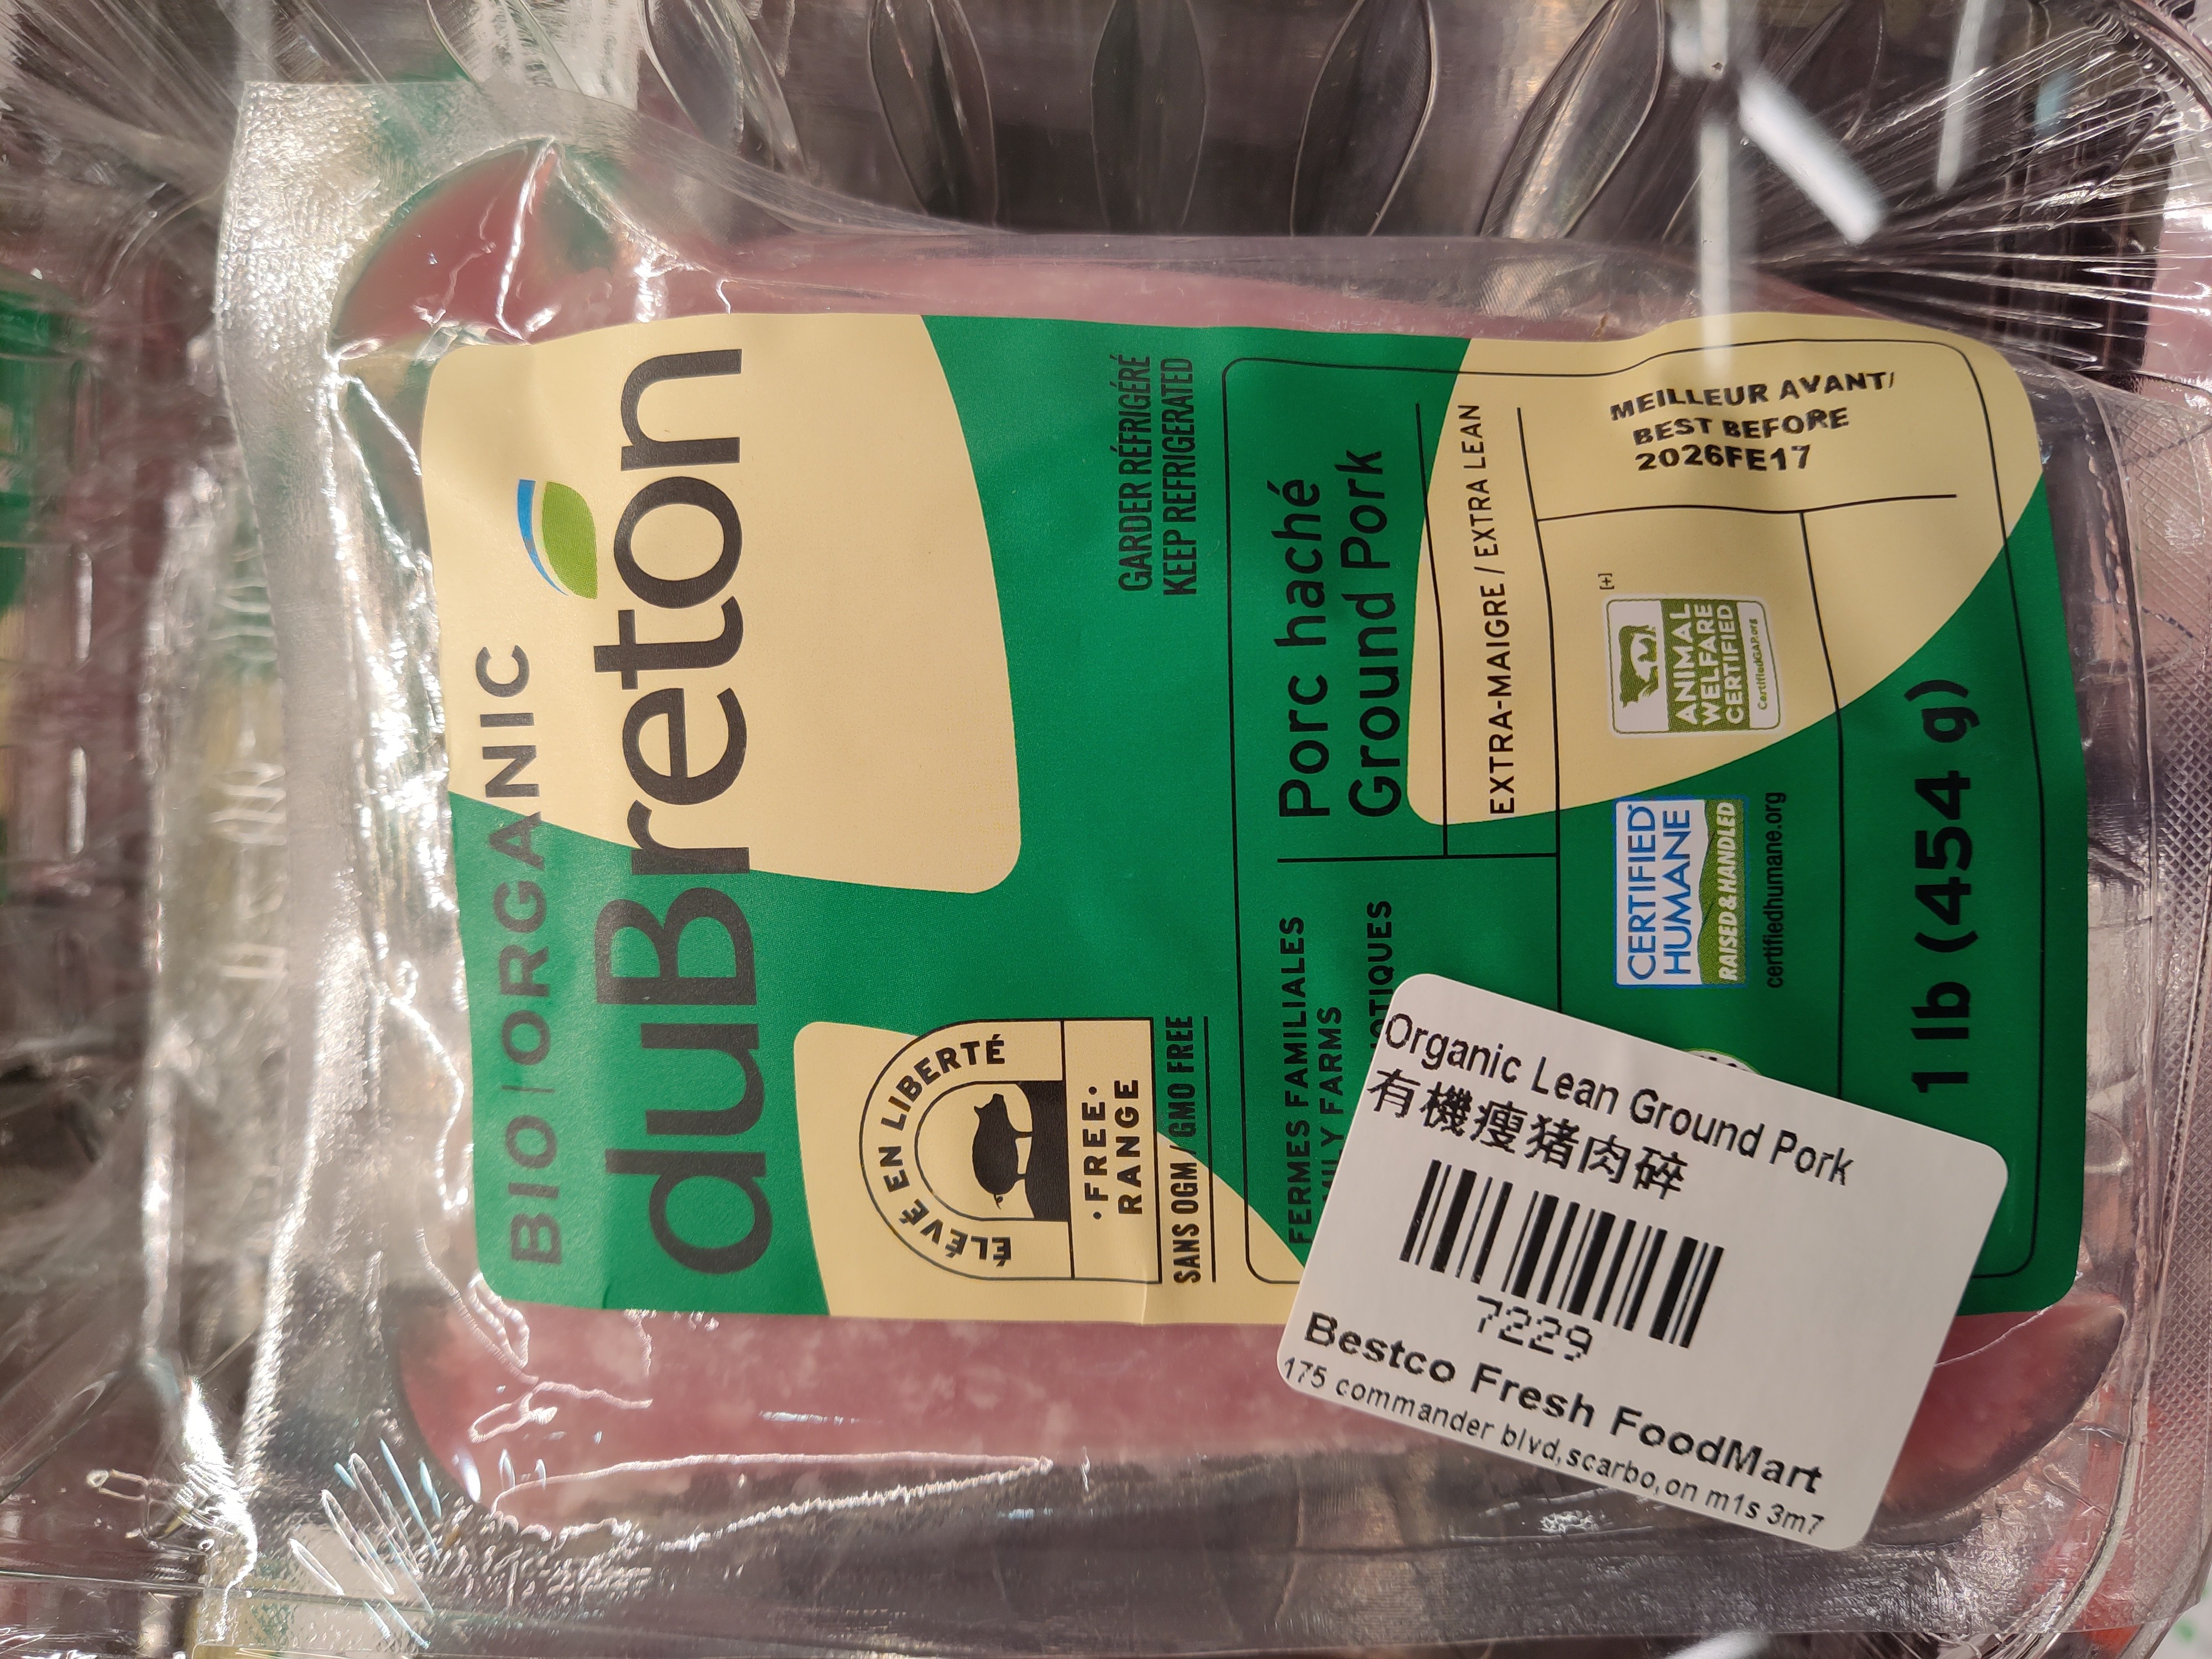 BIO | ORGANIC
duBreton
ÉLEVÉ EN LIBERTÉ
• FREE •
RANGE
SANS OGM / GMO FREE
GARDER RÉFRIGÉRÉ
KEEP REFRIGERATED
FERMES FAMILIALES
FARMS
Porc haché
Ground Pork
EXTRA-MAIGRE / EXTRA LEAN
CERTIFIED
HUMANE
RAISED & HANDLED
certifiedhumane.org
ANIMAL
WELFARE
CERTIFIED
CertifiedGAP.org
[+]
MEILLEUR AVANT/
BEST BEFORE
2026FE17
1 lb (454 g)
Organic Lean Ground Pork
有機瘦猪肉碎
7229
Bestco Fresh FoodMart
175 commander blvd,scarbo,on m1s 3m7